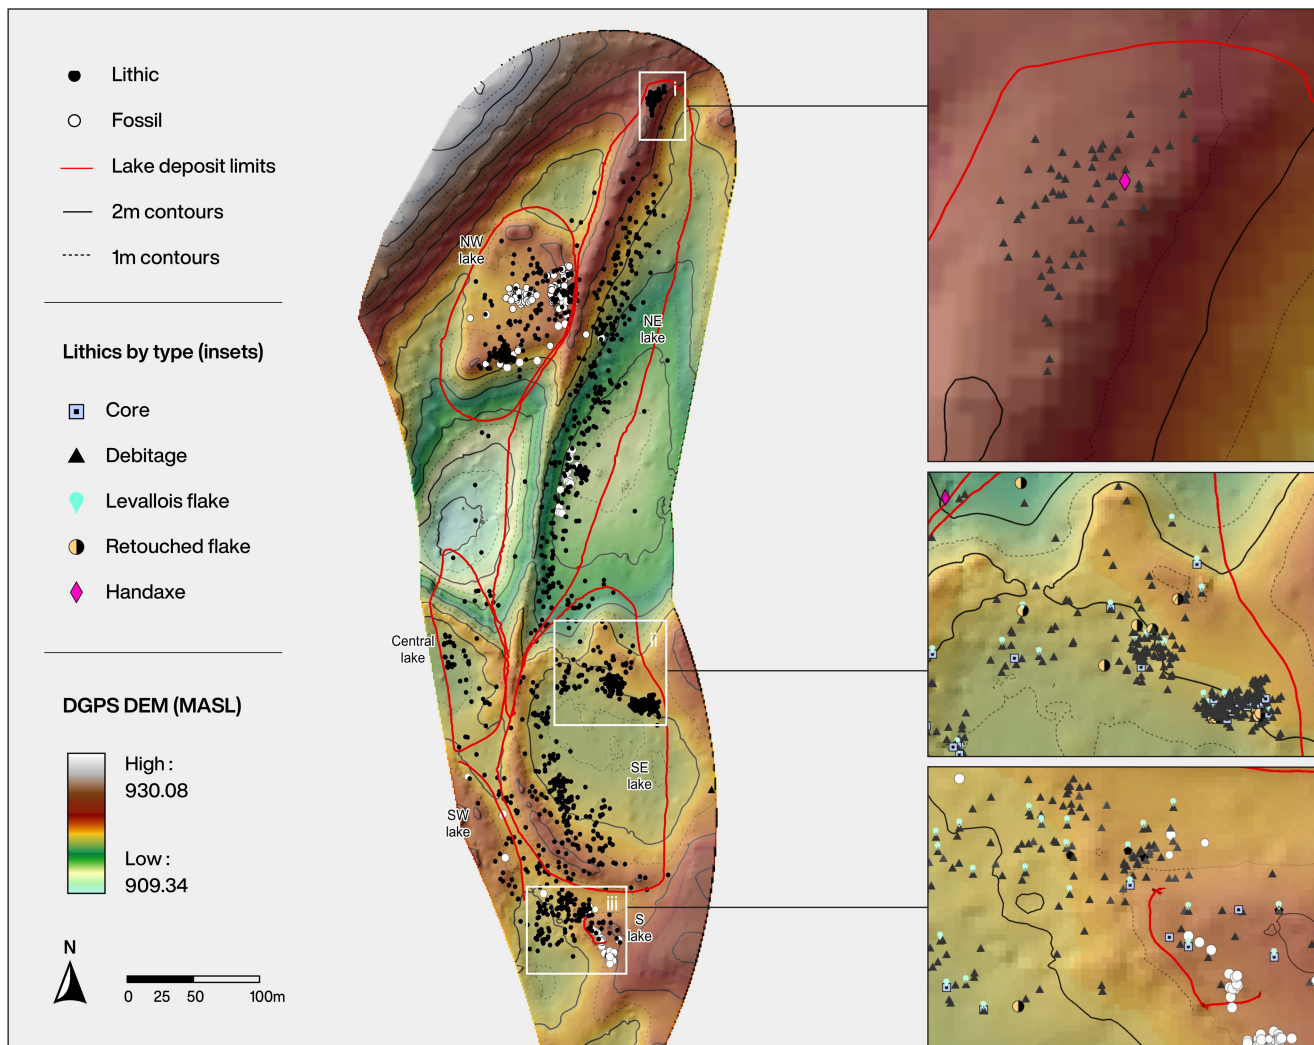 Lithic
Fossil
Lake deposit limits
2m contours
1m contours
Lithics by type (insets)
Core
Debitage
Levallois flake
Retouched flake
Handaxe
DGPS DEM (MASL)
High :
930.08
Low :
909.34
N
0 25 50 100m
i
NW
lake
NE
lake
Central
lake
ii
SE
lake
SW
lake
iii
S
lake